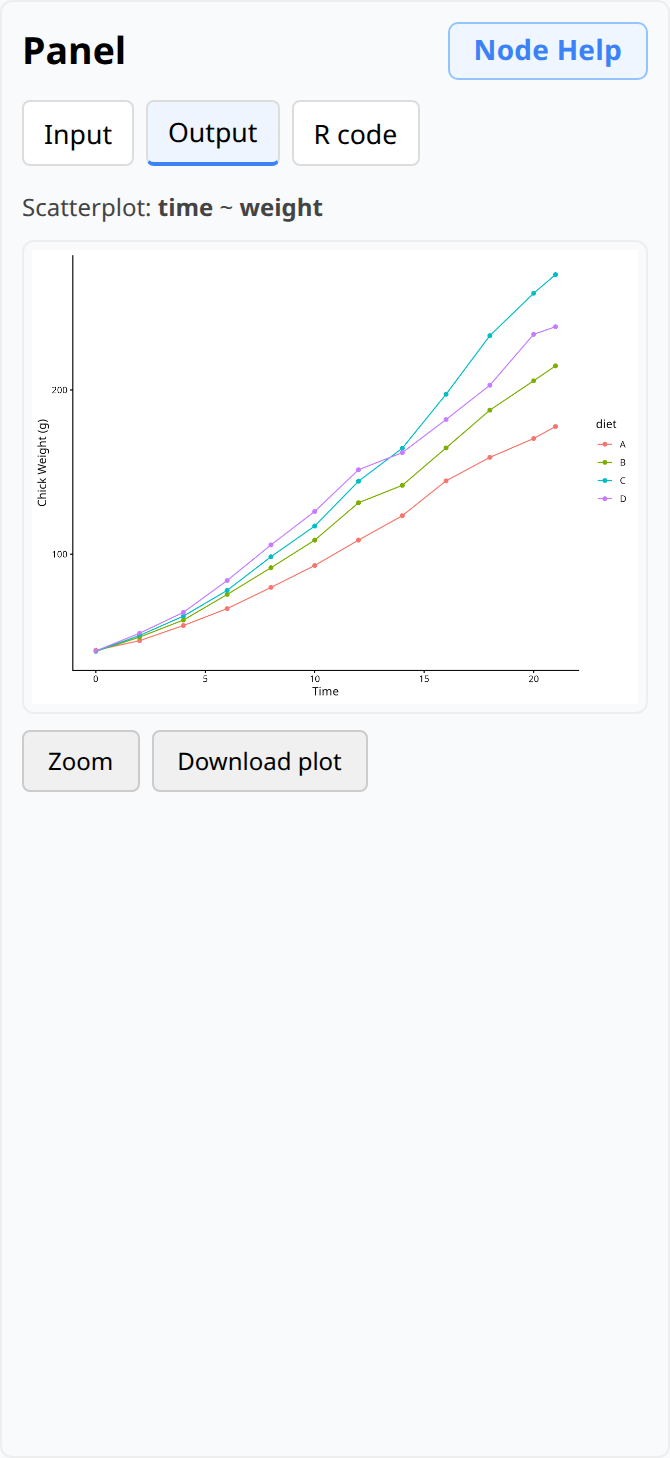 Panel
Node Help
Input
Output
R code
Scatterplot: time ~ weight
200
100
Chick Weight (g)
0
5
10
15
20
Time
diet
A
B
C
D
Zoom
Download plot